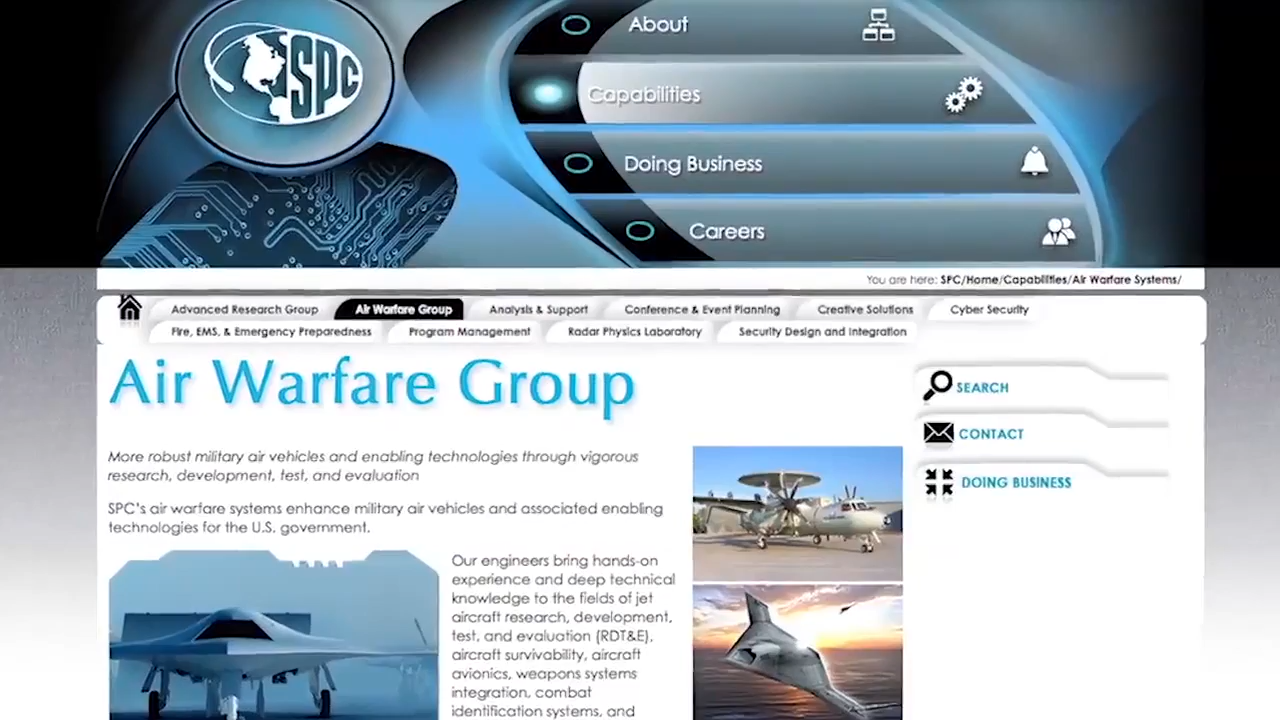 SPC
About
Capabilities
Doing Business
Careers
You are here: SPC/Home/Capabilities/Air Warfare Systems/
Advanced Research Group Air Warfare Group Analysis & Support Conference & Event Planning Creative Solutions Cyber Security
Fire, EMS, & Emergency Preparedness Program Management Radar Physics Laboratory Security Design and Integration
Air Warfare Group
More robust military air vehicles and enabling technologies through vigorous
research, development, test, and evaluation
SPC's air warfare systems enhance military air vehicles and associated enabling
technologies for the U.S. government.
Our engineers bring hands-on
experience and deep technical
knowledge to the fields of jet
aircraft research, development,
test, and evaluation (RDT&E),
aircraft survivability, aircraft
avionics, weapons systems
integration, combat
identification systems, and
SEARCH
CONTACT
DOING BUSINESS